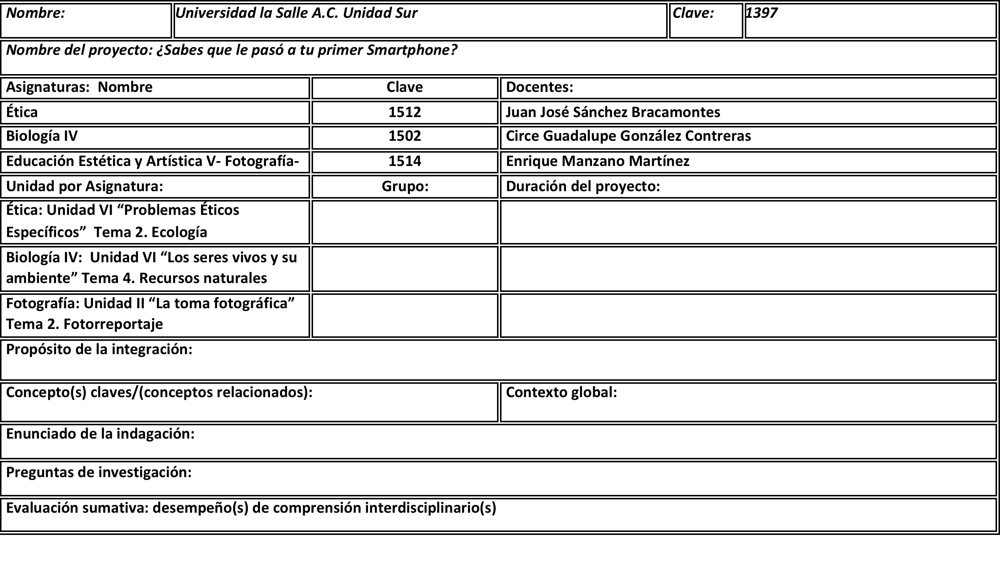 Nombre: Universidad la Salle A.C. Unidad Sur Clave: 1397
Nombre del proyecto: ¿Sabes que le pasó a tu primer Smartphone?
Asignaturas: Nombre Clave Docentes:
Ética 1512 Juan José Sánchez Bracamontes
Biología IV 1502 Circe Guadalupe González Contreras
Educación Estética y Artística V- Fotografía- 1514 Enrique Manzano Martínez
Unidad por Asignatura: Grupo: Duración del proyecto:
Ética: Unidad VI “Problemas Éticos
Específicos” Tema 2. Ecología
Biología IV: Unidad VI “Los seres vivos y su
ambiente” Tema 4. Recursos naturales
Fotografía: Unidad II “La toma fotográfica”
Tema 2. Fotorreportaje
Propósito de la integración:
Concepto(s) claves/(conceptos relacionados): Contexto global:
Enunciado de la indagación:
Preguntas de investigación:
Evaluación sumativa: desempeño(s) de comprensión interdisciplinario(s)